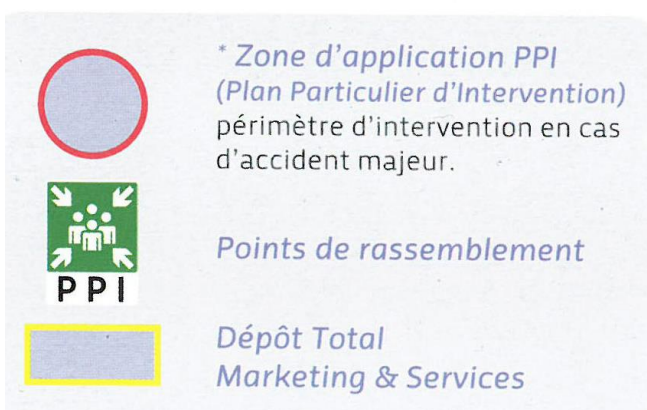 * Zone d'application PPI
(Plan Particulier d'Intervention)
périmètre d'intervention en cas
d'accident majeur.
PPI
Points de rassemblement
Dépôt Total
Marketing & Services